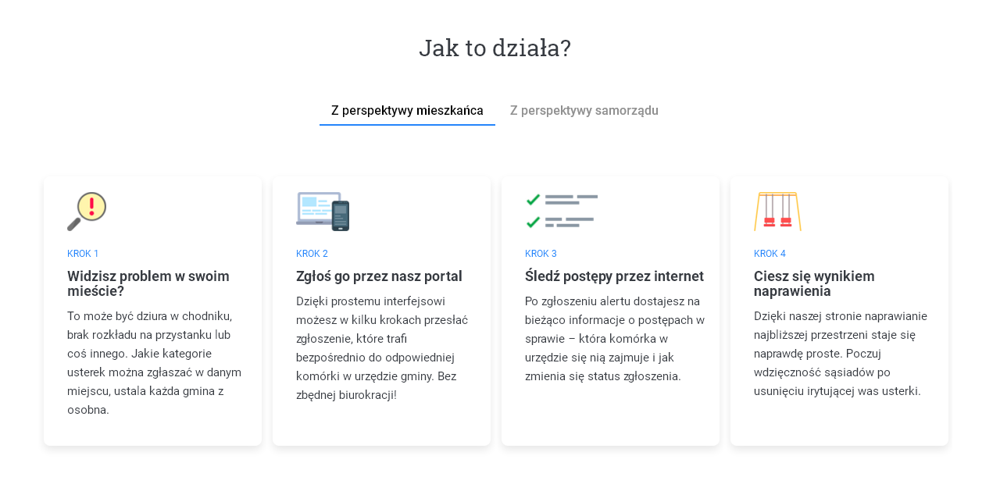 Jak to działa?
Z perspektywy mieszkańca
Z perspektywy samorządu
KROK 1
Widzisz problem w swoim
mieście?
To może być dziura w chodniku,
brak rozkładu na przystanku lub
coś innego. Jakie kategorie
usterek można zgłaszać w danym
miejscu, ustala każda gmina z
osobna.
KROK 2
Zgłoś go przez nasz portal
Dzięki prostemu interfejsowi
możesz w kilku krokach przesłać
zgłoszenie, które trafi
bezpośrednio do odpowiedniej
komórki w urzędzie gminy. Bez
zbędnej biurokracji!
KROK 3
Śledź postępy przez internet
Po zgłoszeniu alertu dostajesz na
bieżąco informacje o postępach w
sprawie – która komórka w
urzędzie się nią zajmuje i jak
zmienia się status zgłoszenia.
KROK 4
Ciesz się wynikiem
naprawienia
Dzięki naszej stronie naprawianie
najbliższej przestrzeni staje się
naprawdę proste. Poczuj
wdzięczność sąsiadów po
usunięciu irytującej was usterki.